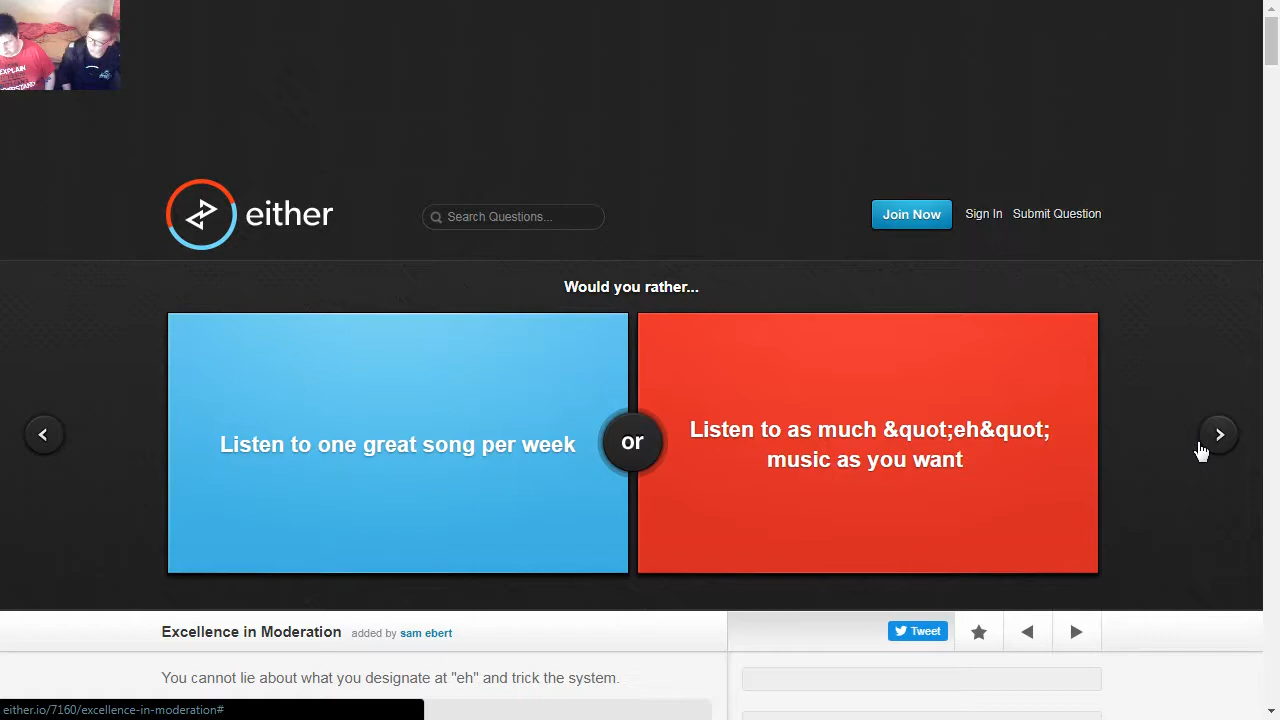 EXPLAIN
either
Search Questions...
Join Now
Sign In
Submit Question
Would you rather...
Listen to one great song per week
or
Listen to as much &quot;eh&quot;
music as you want
Excellence in Moderation
added by sam ebert
Tweet
You cannot lie about what you designate at "eh" and trick the system.
either.io/7160/excellence-in-moderation#